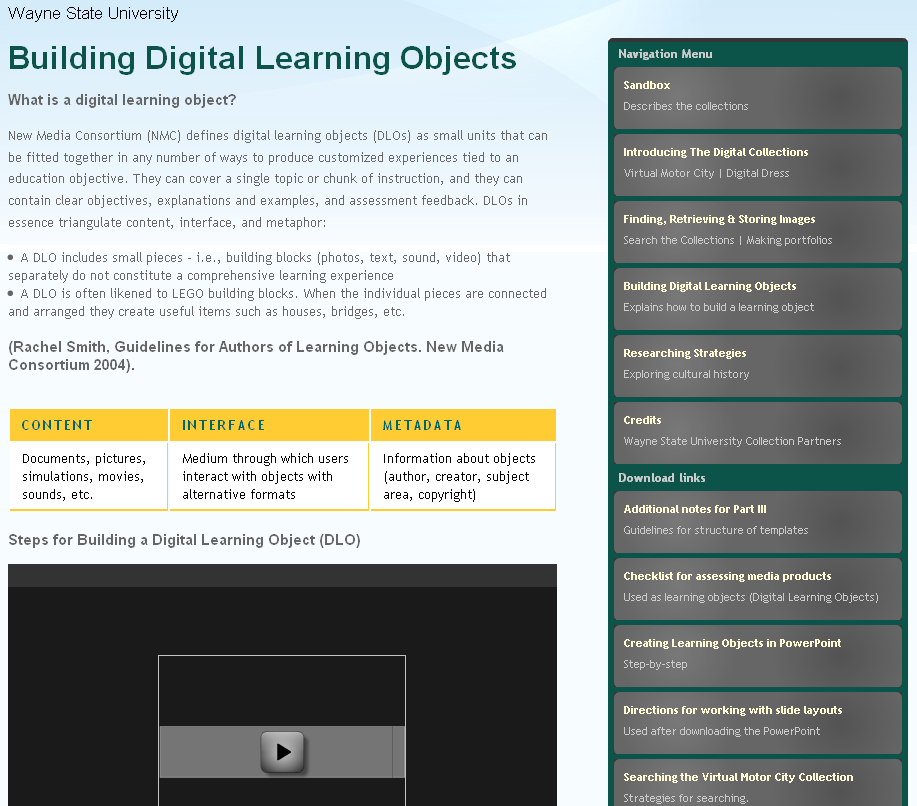 Wayne State University
Building Digital Learning Objects
What is a digital learning object?
New Media Consortium (NMC) defines digital learning objects (DLOs) as small units that can
be fitted together in any number of ways to produce customized experiences tied to an
education objective. They can cover a single topic or chunk of instruction, and they can
contain clear objectives, explanations and examples, and assessment feedback. DLOs in
essence triangulate content, interface, and metaphor:
• A DLO includes small pieces - i.e., building blocks (photos, text, sound, video) that
separately do not constitute a comprehensive learning experience
• A DLO is often likened to LEGO building blocks. When the individual pieces are connected
and arranged they create useful items such as houses, bridges, etc.
(Rachel Smith, Guidelines for Authors of Learning Objects. New Media
Consortium 2004).
CONTENT
Documents, pictures,
simulations, movies,
sounds, etc.
INTERFACE
Medium through which users
interact with objects with
alternative formats
METADATA
Information about objects
(author, creator, subject
area, copyright)
Steps for Building a Digital Learning Object (DLO)
Navigation Menu
Sandbox
Describes the collections
Introducing The Digital Collections
Virtual Motor City | Digital Dress
Finding, Retrieving & Storing Images
Search the Collections | Making portfolios
Building Digital Learning Objects
Explains how to build a learning object
Researching Strategies
Exploring cultural history
Credits
Wayne State University Collection Partners
Download links
Additional notes for Part III
Guidelines for structure of templates
Checklist for assessing media products
Used as learning objects (Digital Learning Objects)
Creating Learning Objects in PowerPoint
Step-by-step
Directions for working with slide layouts
Used after downloading the PowerPoint
Searching the Virtual Motor City Collection
Strategies for searching.